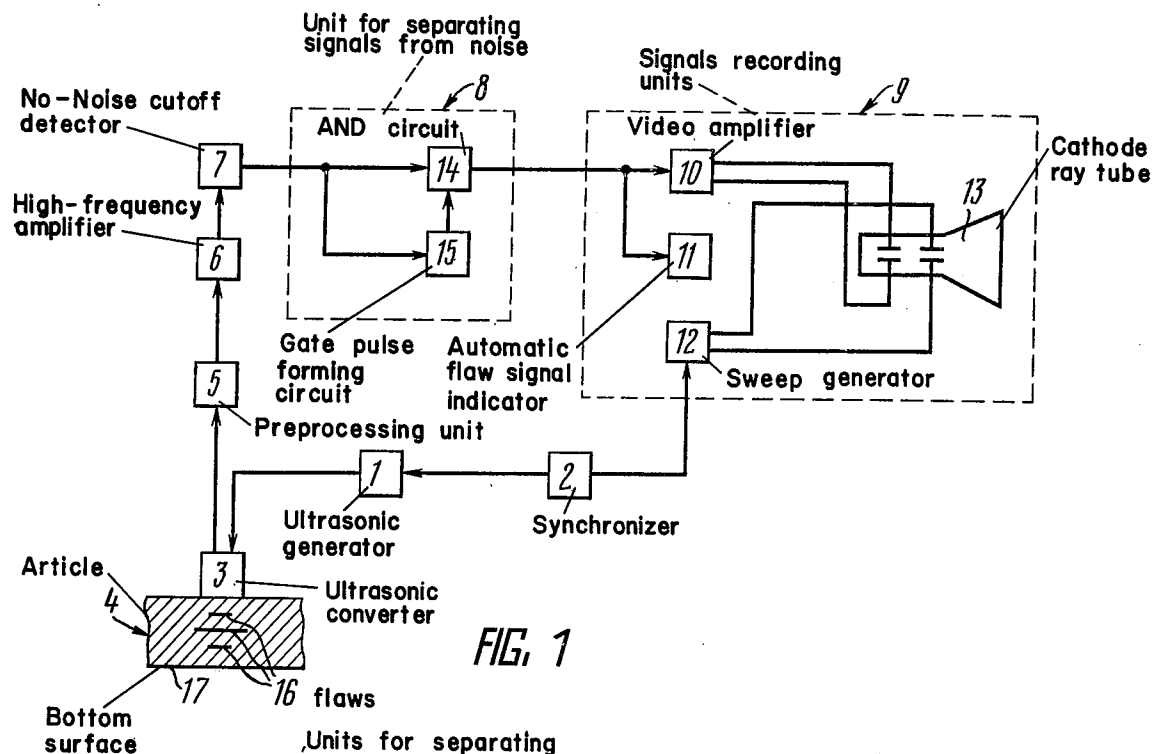 Unit for separating
signals from noise
8
Signals recording
units
9
No-Noise cutoff
detector
AND circuit
Video amplifier
Cathode
ray tube
7
14
10
13
High-frequency
amplifier
6
15
11
12
Gate pulse
forming
circuit
Automatic
flaw signal
indicator
Sweep generator
5
Preprocessing unit
1
2
Ultrasonic
generator
Synchronizer
Article
3
Ultrasonic
converter
4
FIG. 1
17
16 flaws
Bottom
surface
,Units for separating